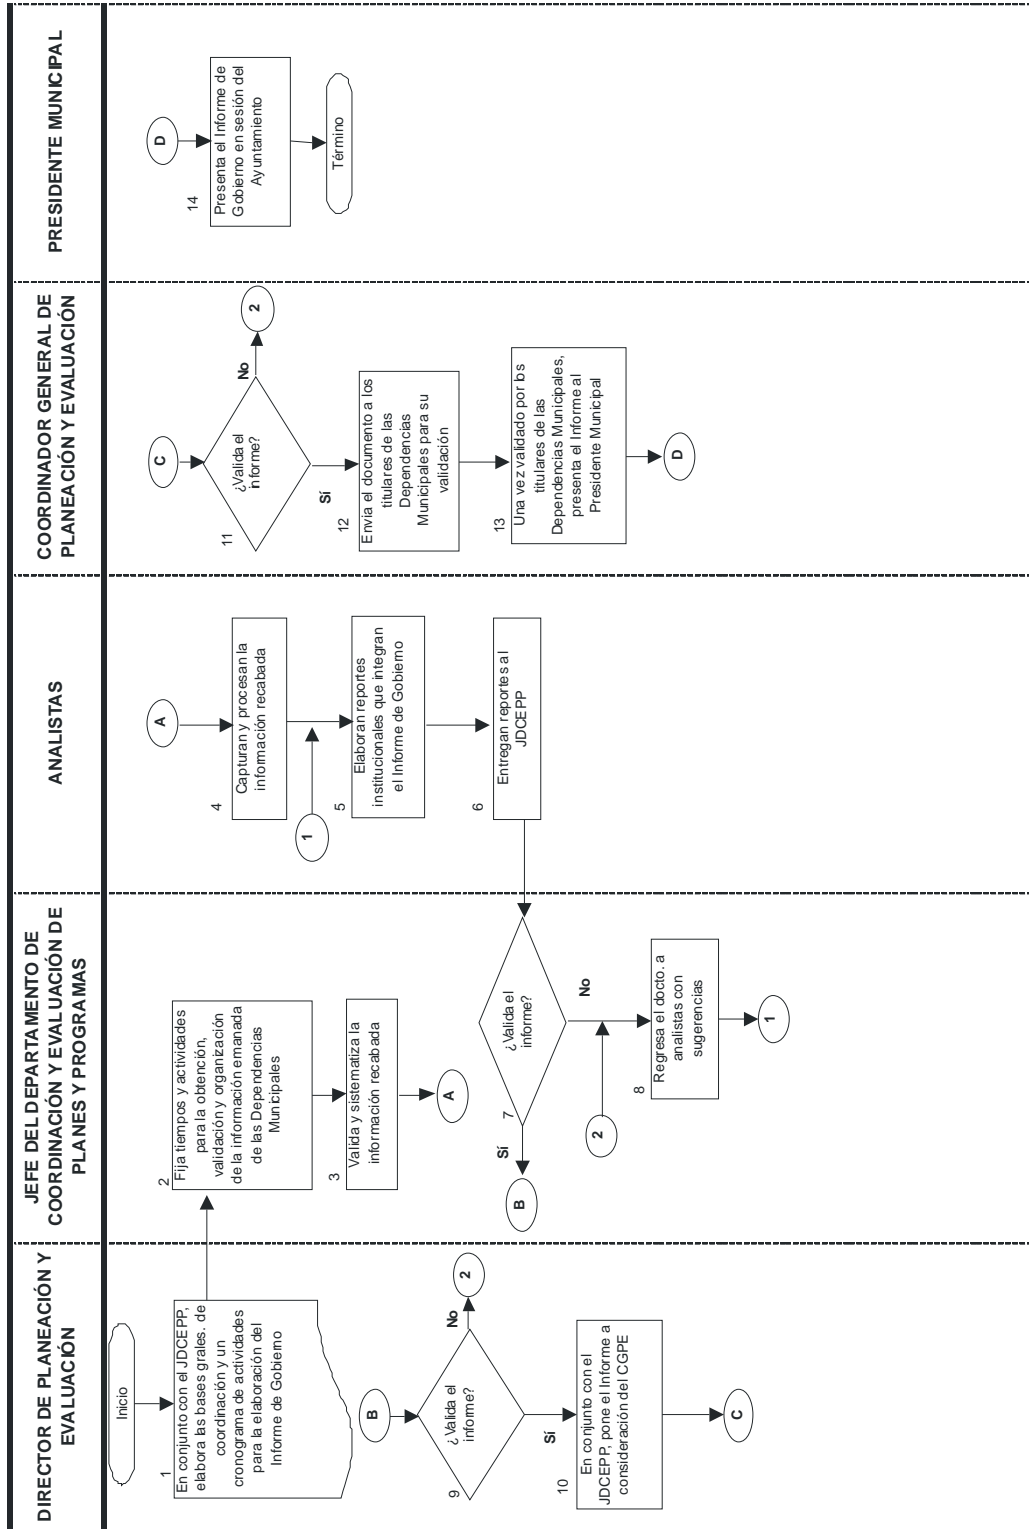 DIRECTOR DE PLANEACIÓN Y
EVALUACIÓN
Inicio
1
En conjunto con el JDCEPP,
elabora las bases grales. de
coordinación y un
cronograma de actividades
para la elaboración del
Informe de Gobierno
B
¿Valida el
informe?
9
No
2
Sí
10
En conjunto con el
JDCEPP, pone el Informe a
consideración del CGPE
C
JEFE DEL DEPARTAMENTO DE
COORDINACIÓN Y EVALUACIÓN DE
PLANES Y PROGRAMAS
2
Fija tiempos y actividades
para la obtención,
validación y organización
de la información emanada
de las Dependencias
Municipales
3
Valida y sistematiza la
información recabada
A
¿Valida el
informe?
7
Sí
B
No
2
8
Regresa el docto. a
analistas con
sugerencias
1
ANALISTAS
A
4
Capturan y procesan la
información recabada
1
5
Elaboran reportes
institucionales que integran
el Informe de Gobierno
6
Entregan reportes al
JDCEPP
COORDINADOR GENERAL DE
PLANEACIÓN Y EVALUACIÓN
C
¿Valida el
informe?
11
No
2
Sí
12
Envia el documento a los
titulares de las
Dependencias
Municipales para su
validación
13
Una vez validado por los
titulares de las
Dependencias Municipales,
presenta el Informe al
Presidente Municipal
D
PRESIDENTE MUNICIPAL
D
14
Presenta el Informe de
Gobierno en sesión del
Ayuntamiento
Término